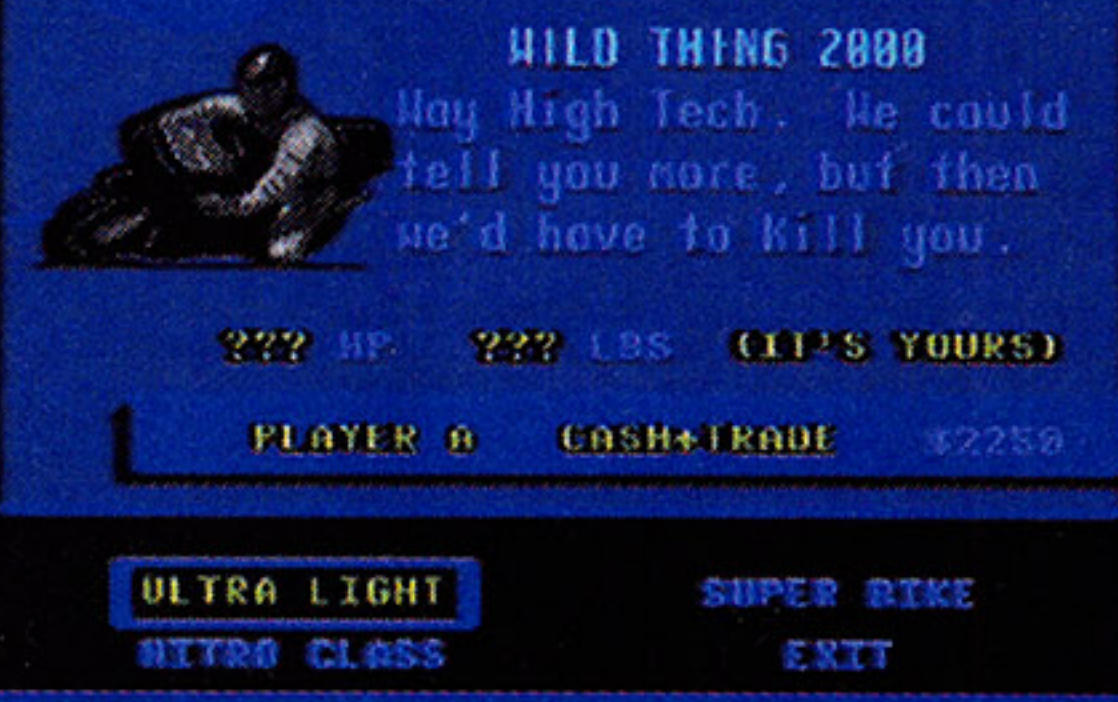 WILD THING 2000
Way High Tech. We could
tell you more, but then
we'd have to kill you.
??? HP ??? LBS (IT'S YOURS)
PLAYER A CASH+TRADE $2250
ULTRA LIGHT SUPER BIKE
NITRO CLASS EXIT